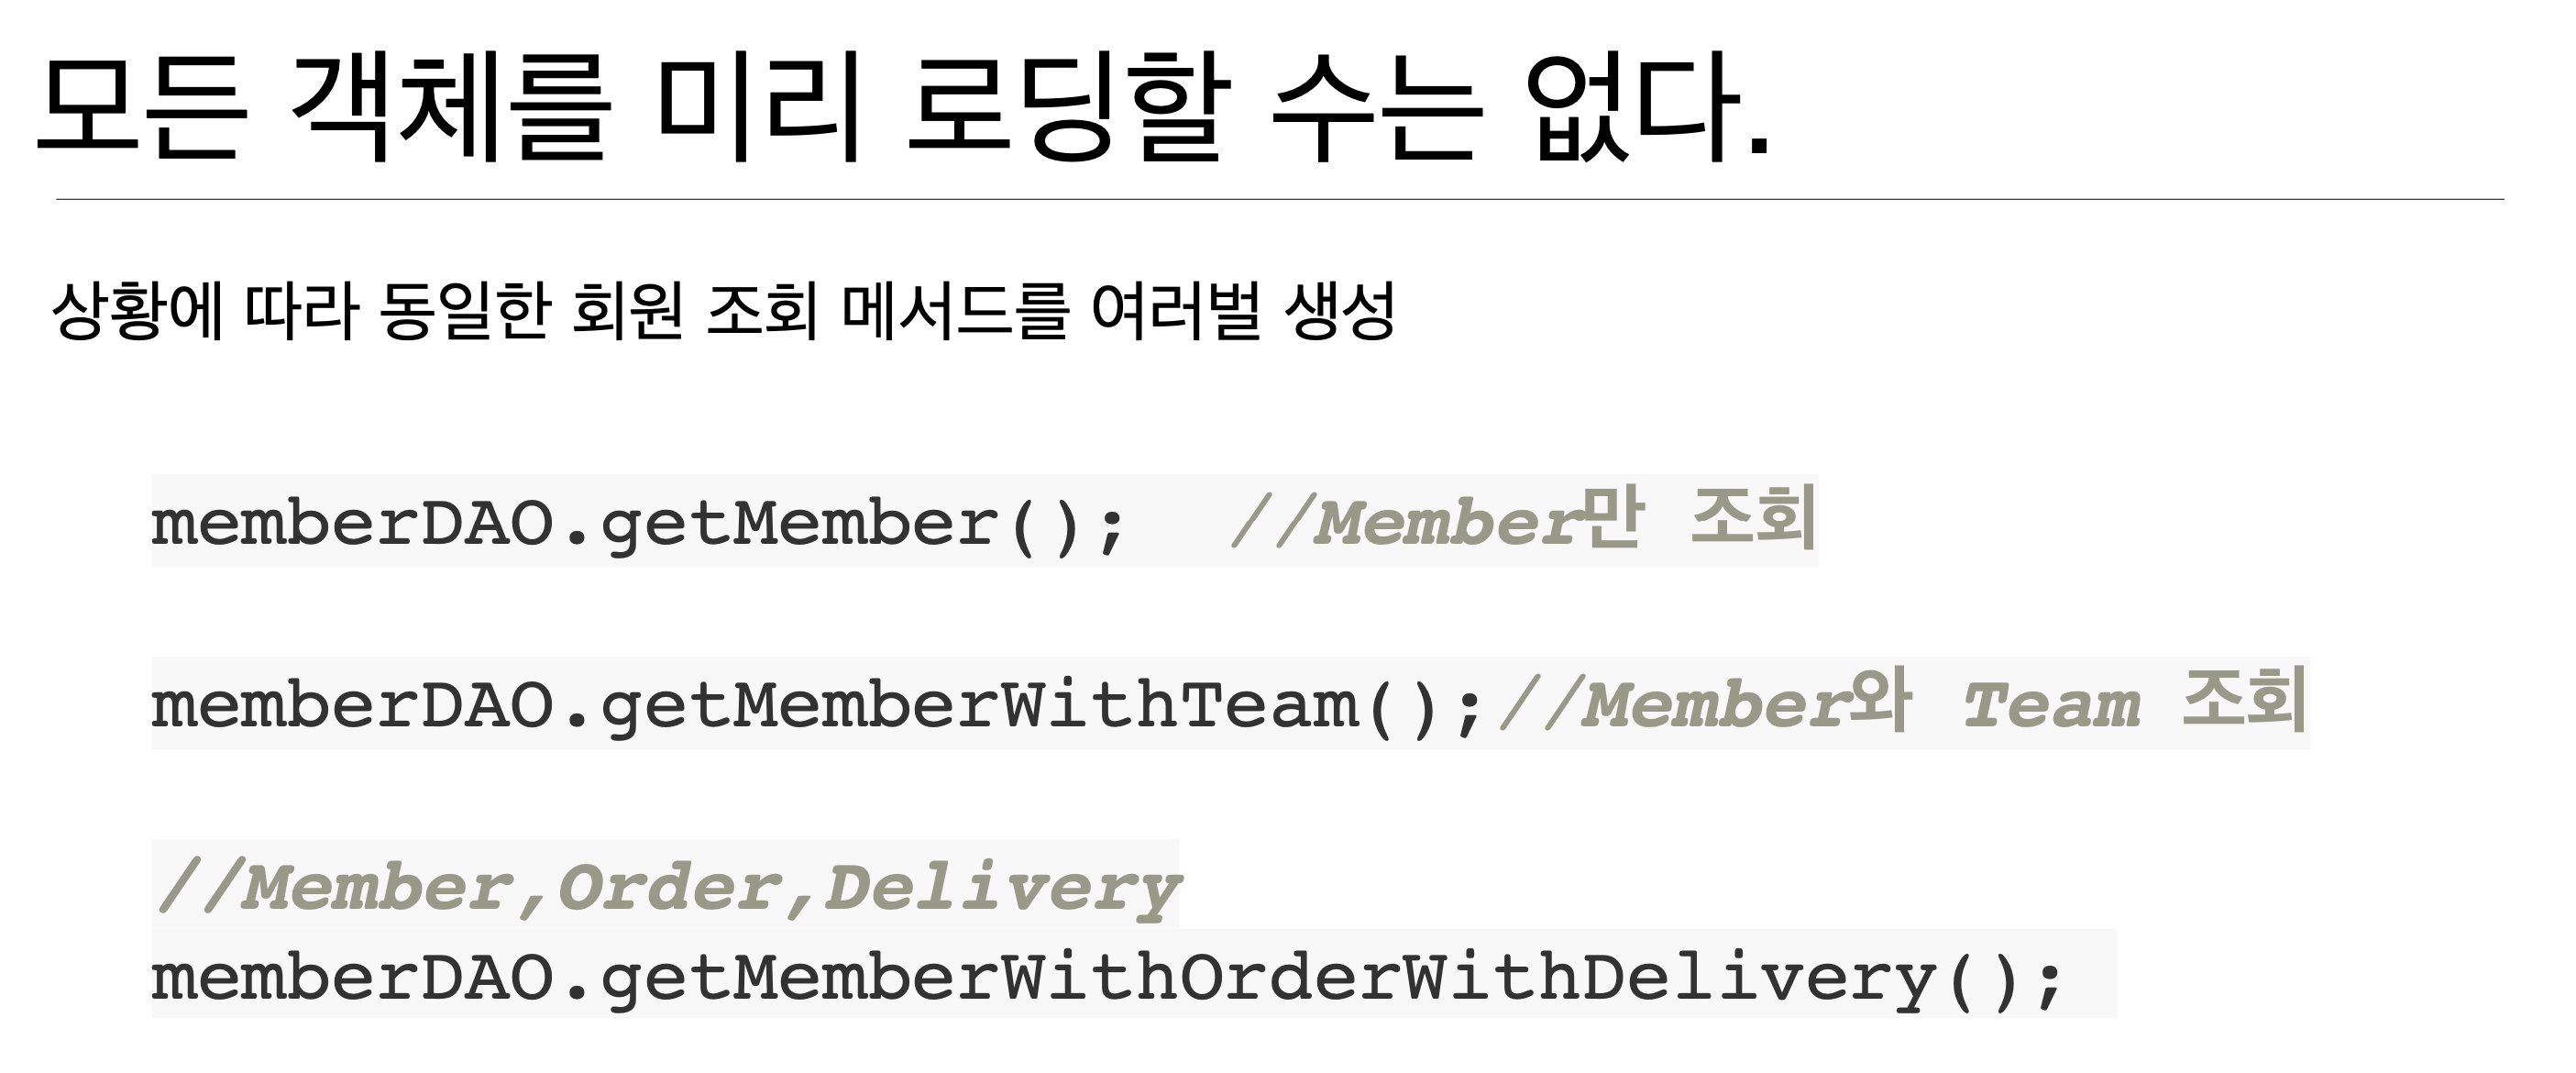 모든 객체를 미리 로딩할 수는 없다.
상황에 따라 동일한 회원 조회 메서드를 여러벌 생성
memberDAO.getMember();  //Member만 조회
memberDAO.getMemberWithTeam();//Member와 Team 조회
//Member,Order,Delivery
memberDAO.getMemberWithOrderWithDelivery();